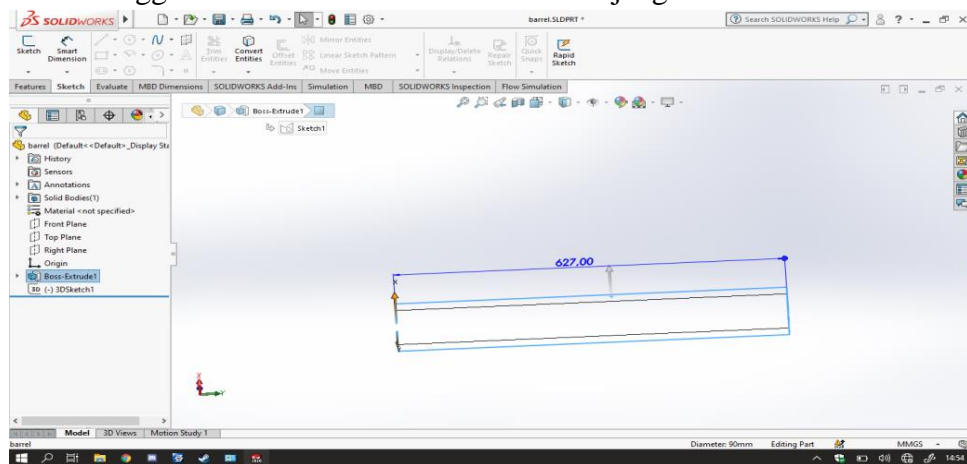 SOLIDWORKS
barrel.SLDPRT *
Search SOLIDWORKS Help
Sketch
Smart Dimension
Trim Entities
Convert Entities
Offset Entities
Mirror Entities
Linear Sketch Pattern
Move Entities
Display/Delete Relations
Repair Sketch
Quick Snaps
Rapid Sketch
Features Sketch Evaluate MBD Dimensions SOLIDWORKS Add-Ins Simulation MBD SOLIDWORKS Inspection Flow Simulation
Boss-Extrude1
Sketch1
barrel (Default<<Default>_Display Sta
History
Sensors
Annotations
Solid Bodies(1)
Material <not specified>
Front Plane
Top Plane
Right Plane
Origin
Boss-Extrude1
(-) 3DSketch1
627,00
Model 3D Views Motion Study 1
barrel
Diameter: 90mm Editing Part MMGS
14:54